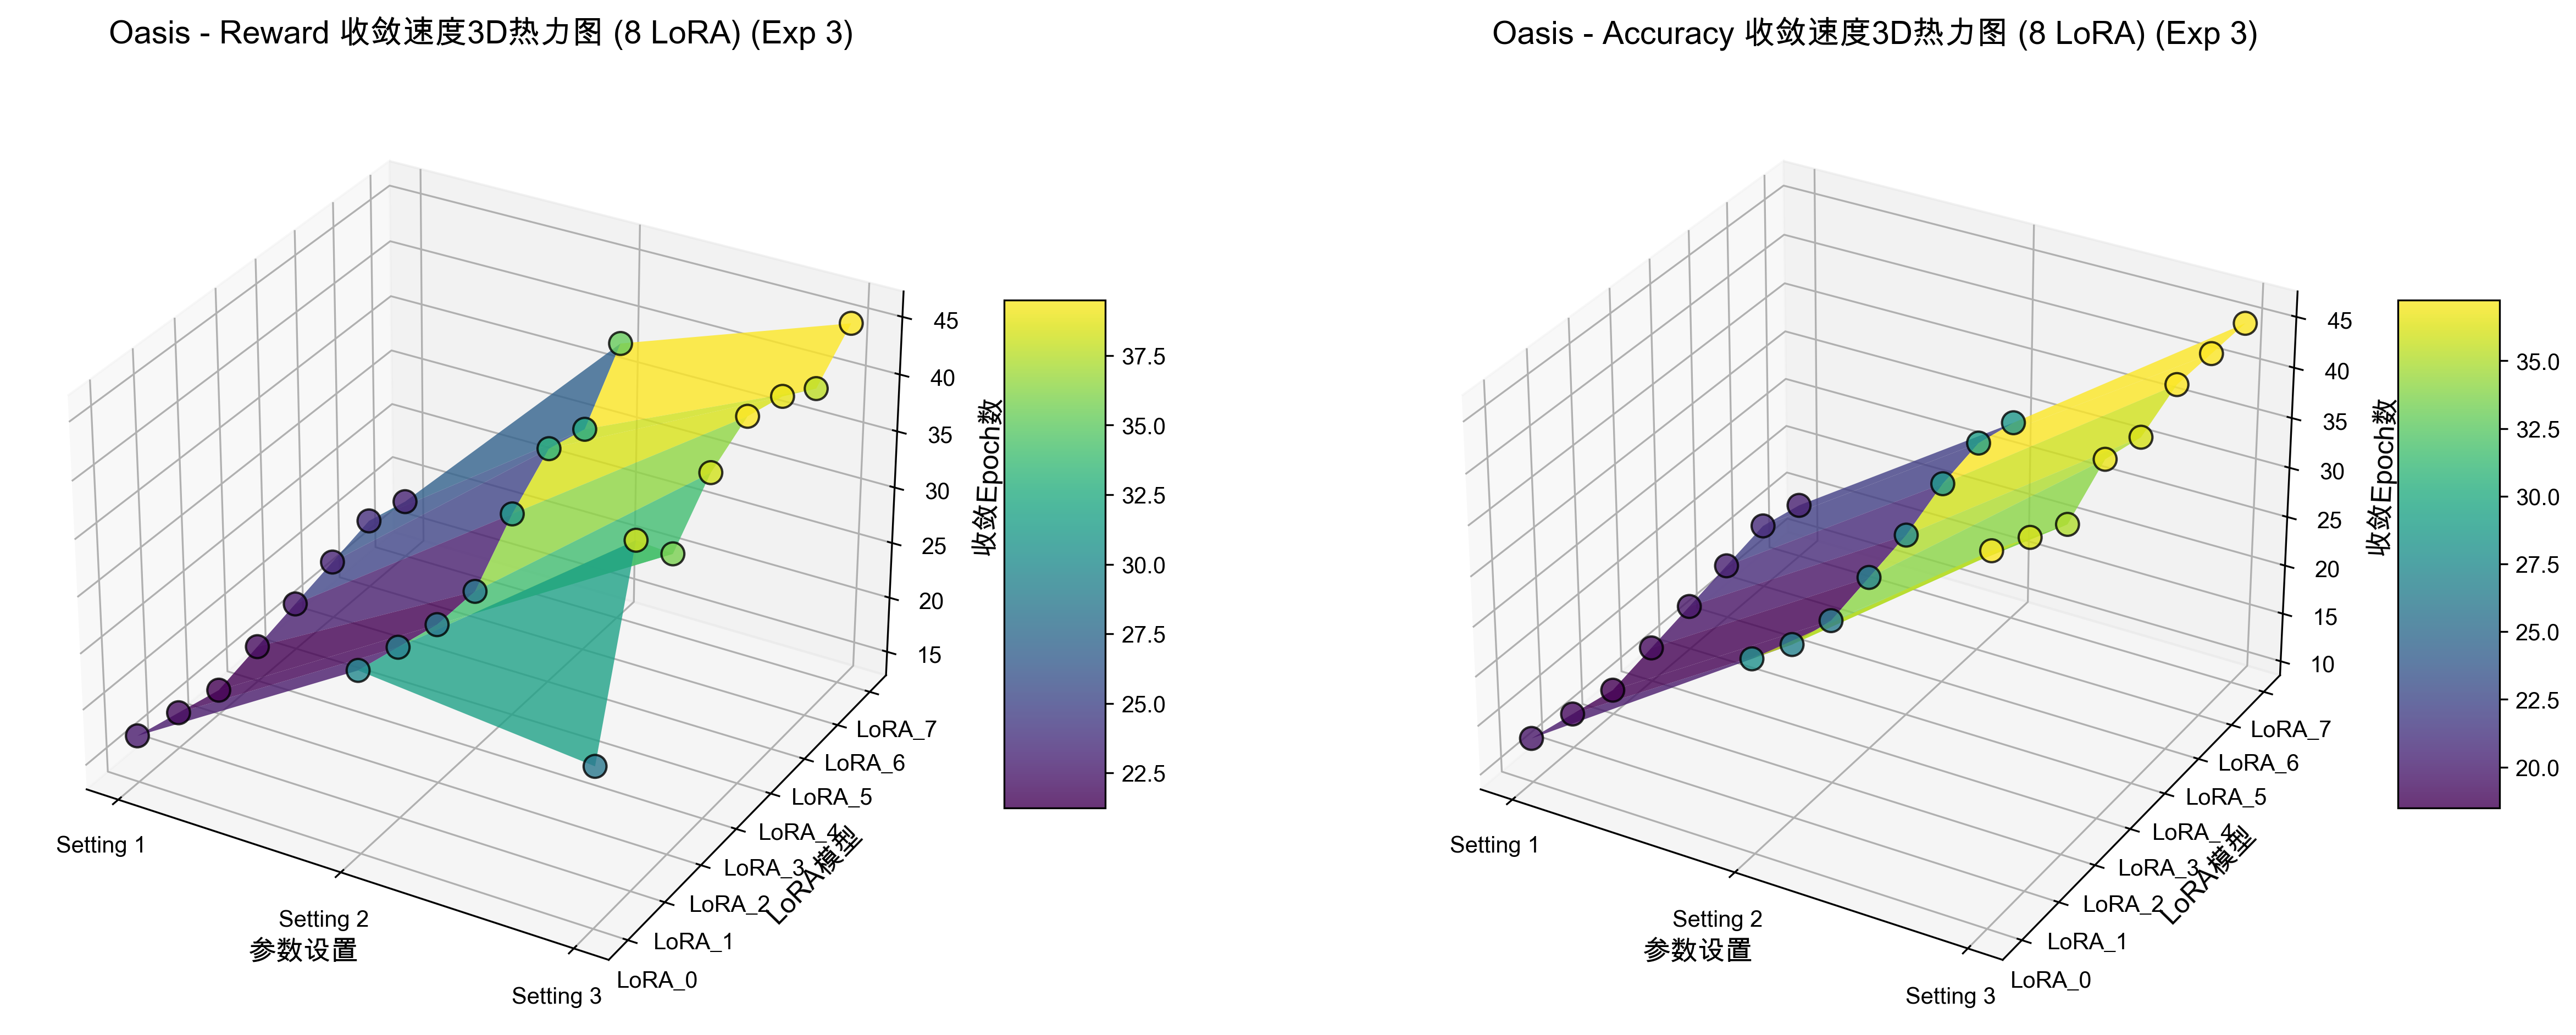 Oasis - Reward 收敛速度3D热力图 (8 LoRA) (Exp 3)
45
40
35
30
25
20
15
收敛Epoch数
37.5
35.0
32.5
30.0
27.5
25.0
22.5
LoRA_7
LoRA_6
LoRA_5
LoRA_4
LoRA_3
LoRA_2
LoRA_1
LoRA_0
LoRA模型
Setting 1
Setting 2
Setting 3
参数设置
Oasis - Accuracy 收敛速度3D热力图 (8 LoRA) (Exp 3)
45
40
35
30
25
20
15
10
收敛Epoch数
35.0
32.5
30.0
27.5
25.0
22.5
20.0
LoRA_7
LoRA_6
LoRA_5
LoRA_4
LoRA_3
LoRA_2
LoRA_1
LoRA_0
LoRA模型
Setting 1
Setting 2
Setting 3
参数设置